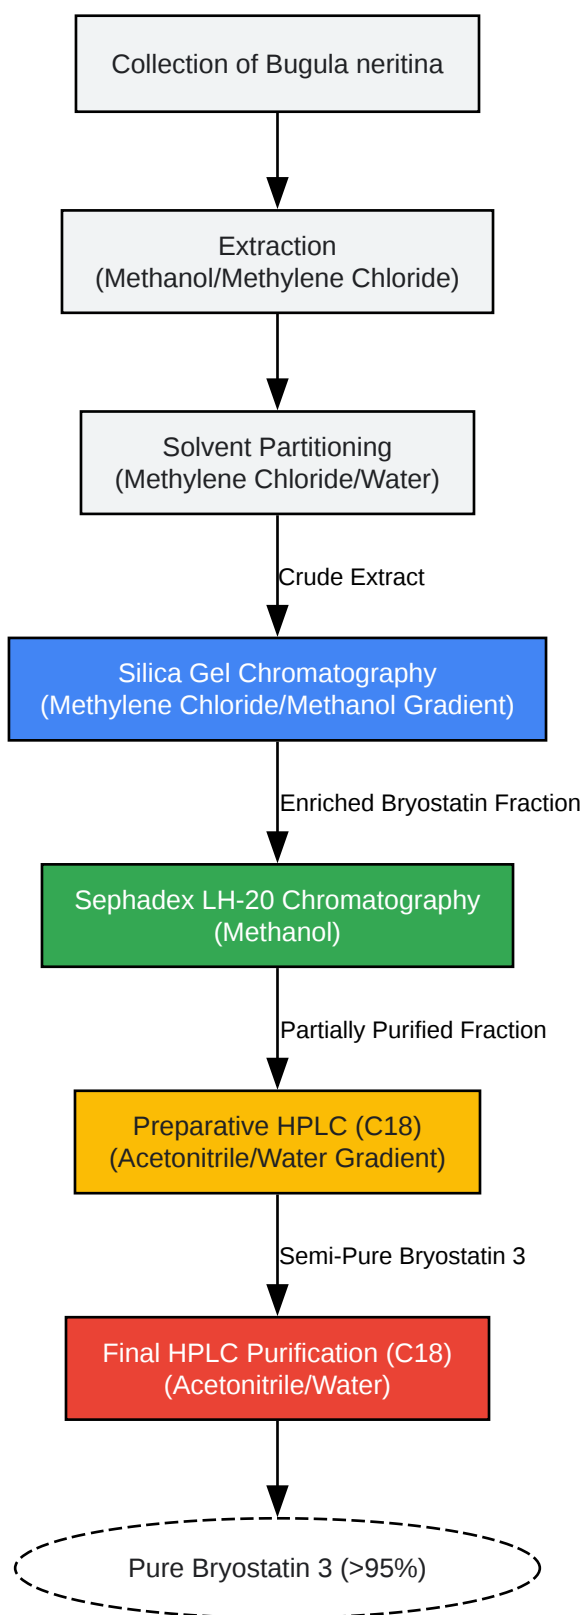 Collection of Bugula neritina
Extraction
(Methanol/Methylene Chloride)
Solvent Partitioning
(Methylene Chloride/Water)
Crude Extract
Silica Gel Chromatography
(Methylene Chloride/Methanol Gradient)
Enriched Bryostatin Fraction
Sephadex LH-20 Chromatography
(Methanol)
Partially Purified Fraction
Preparative HPLC (C18)
(Acetonitrile/Water Gradient)
Semi-Pure Bryostatin 3
Final HPLC Purification (C18)
(Acetonitrile/Water)
Pure Bryostatin 3 (>95%)